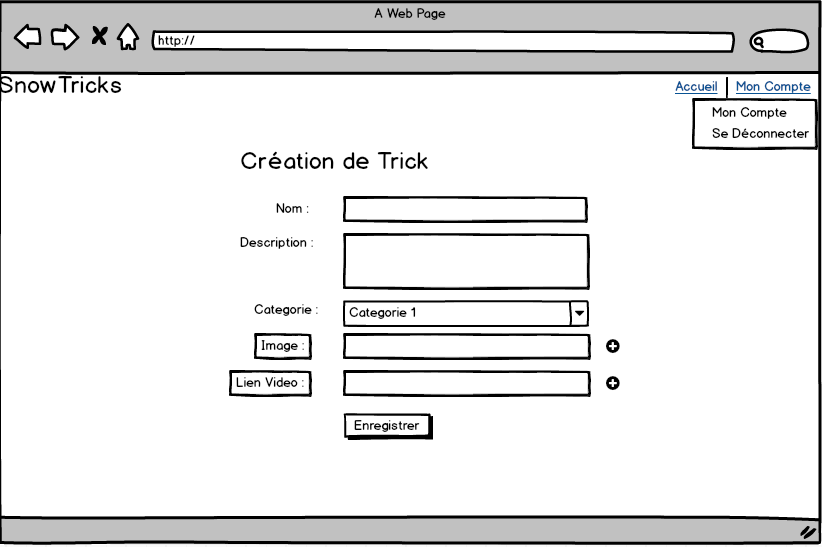 A Web Page
http://
SnowTricks
Accueil | Mon Compte
Mon Compte
Se Déconnecter
Création de Trick
Nom :
Description :
Categorie : Categorie 1
Image :
Lien Video :
Enregistrer